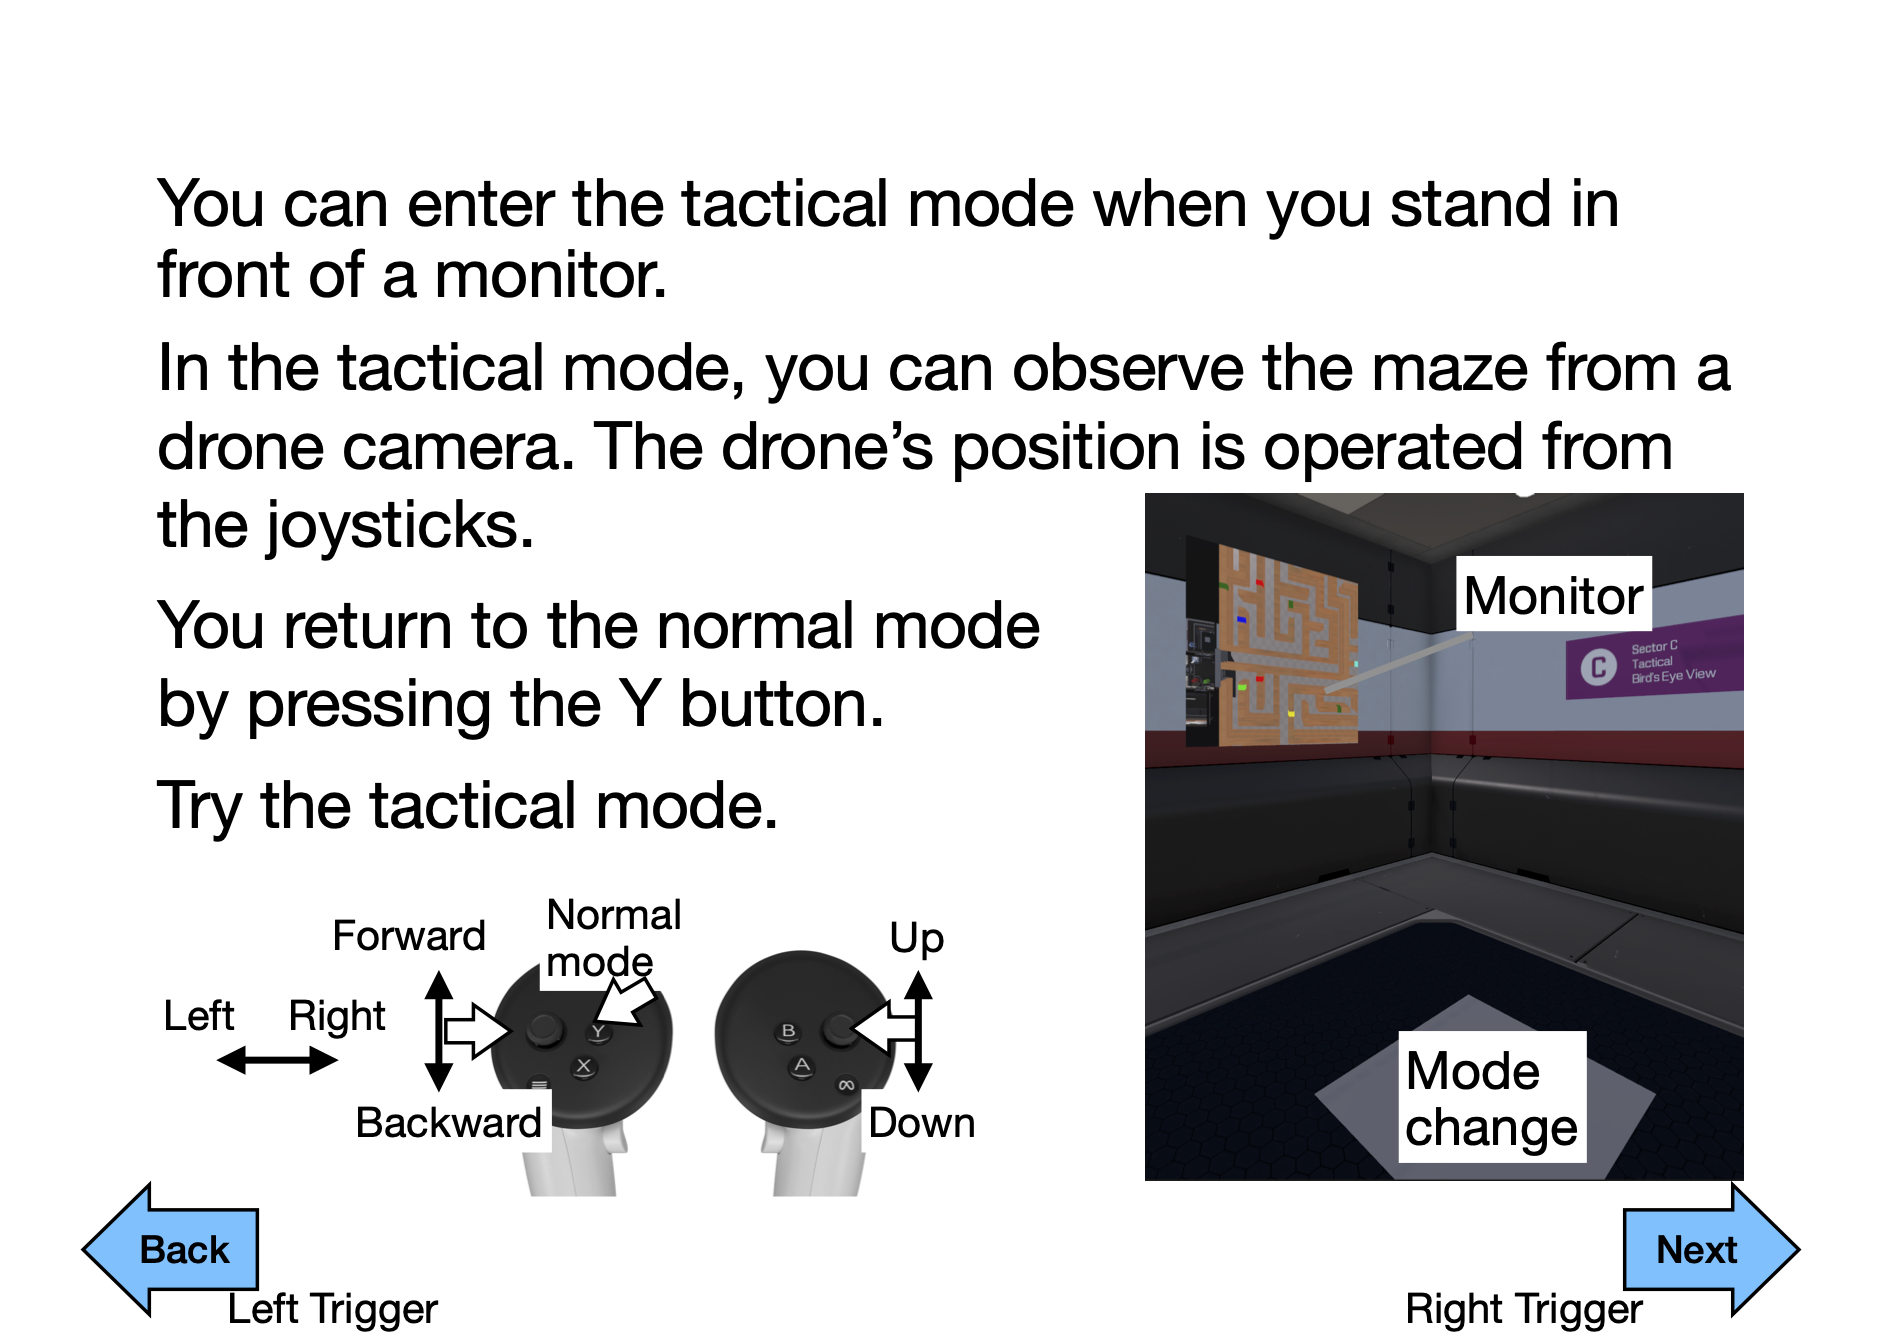 You can enter the tactical mode when you stand in
front of a monitor.
In the tactical mode, you can observe the maze from a
drone camera. The drone’s position is operated from
the joysticks.
You return to the normal mode
by pressing the Y button.
Try the tactical mode.
Monitor
C
Sector C
Tactical
Bird's Eye View
Mode
change
Normal
mode
Forward
Left
Right
Backward
Y
X
B
A
Up
Down
Back
Left Trigger
Next
Right Trigger